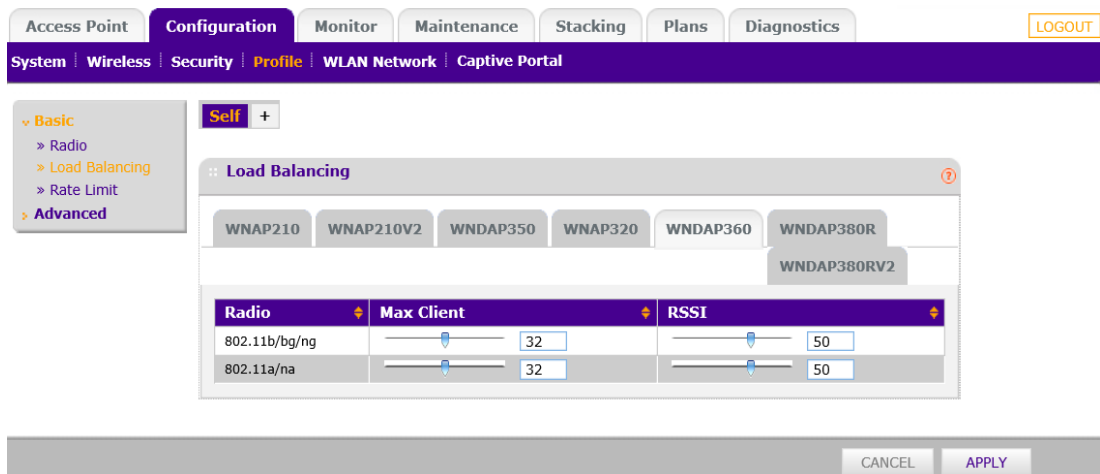 Access Point Configuration Monitor Maintenance Stacking Plans Diagnostics LOGOUT
System Wireless Security Profile WLAN Network Captive Portal
Basic
» Radio
» Load Balancing
» Rate Limit
Advanced
Self +
Load Balancing ?
WNAP210 WNAP210V2 WNDAP350 WNAP320 WNDAP360 WNDAP380R
WNDAP380RV2
Radio Max Client RSSI
802.11b/bg/ng 32 50
802.11a/na 32 50
CANCEL APPLY